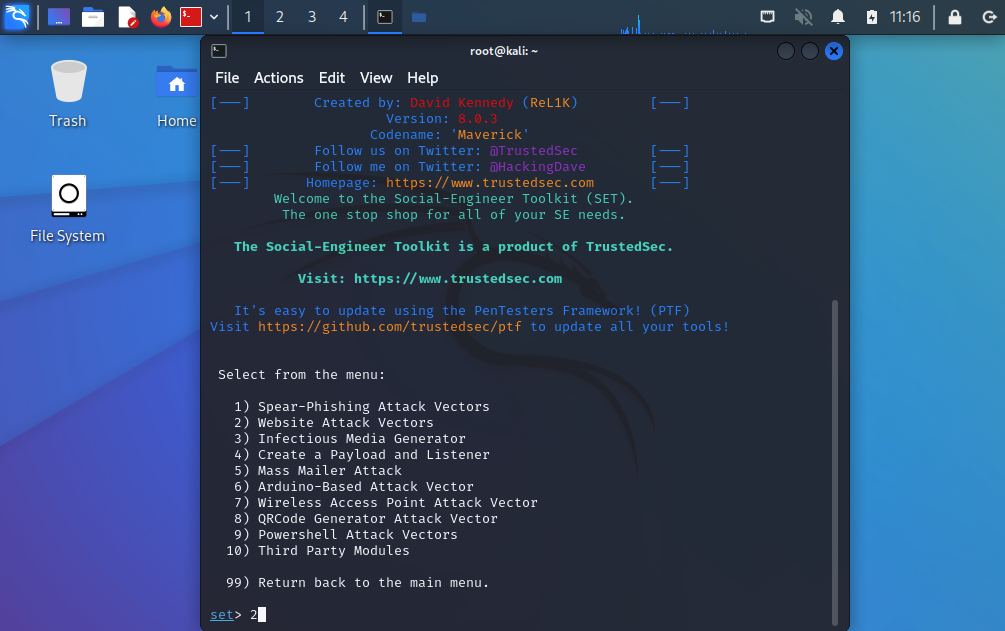 1 2 3 4 11:16
root@kali: ~
File Actions Edit View Help
Trash
Home
File System
[---] Created by: David Kennedy (ReL1K) [---]
Version: 8.0.3
Codename: 'Maverick'
[---] Follow us on Twitter: @TrustedSec [---]
[---] Follow me on Twitter: @HackingDave [---]
[---] Homepage: https://www.trustedsec.com [---]
Welcome to the Social-Engineer Toolkit (SET).
The one stop shop for all of your SE needs.
The Social-Engineer Toolkit is a product of TrustedSec.
Visit: https://www.trustedsec.com
It's easy to update using the PenTesters Framework! (PTF)
Visit https://github.com/trustedsec/ptf to update all your tools!
Select from the menu:
1) Spear-Phishing Attack Vectors
2) Website Attack Vectors
3) Infectious Media Generator
4) Create a Payload and Listener
5) Mass Mailer Attack
6) Arduino-Based Attack Vector
7) Wireless Access Point Attack Vector
8) QRCode Generator Attack Vector
9) Powershell Attack Vectors
10) Third Party Modules
99) Return back to the main menu.
set> 2